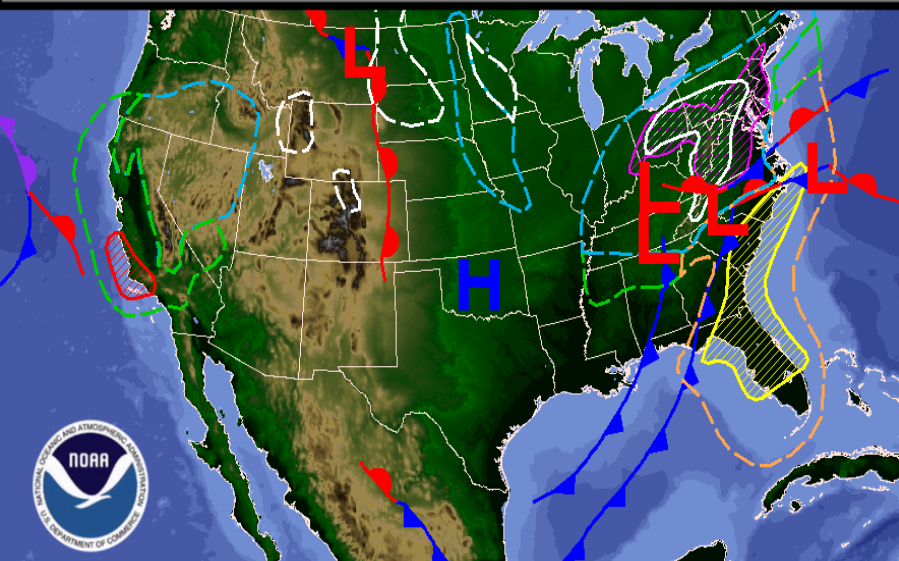 L
H
L
L
L
NOAA
NATIONAL OCEANIC AND ATMOSPHERIC ADMINISTRATION
U.S. DEPARTMENT OF COMMERCE